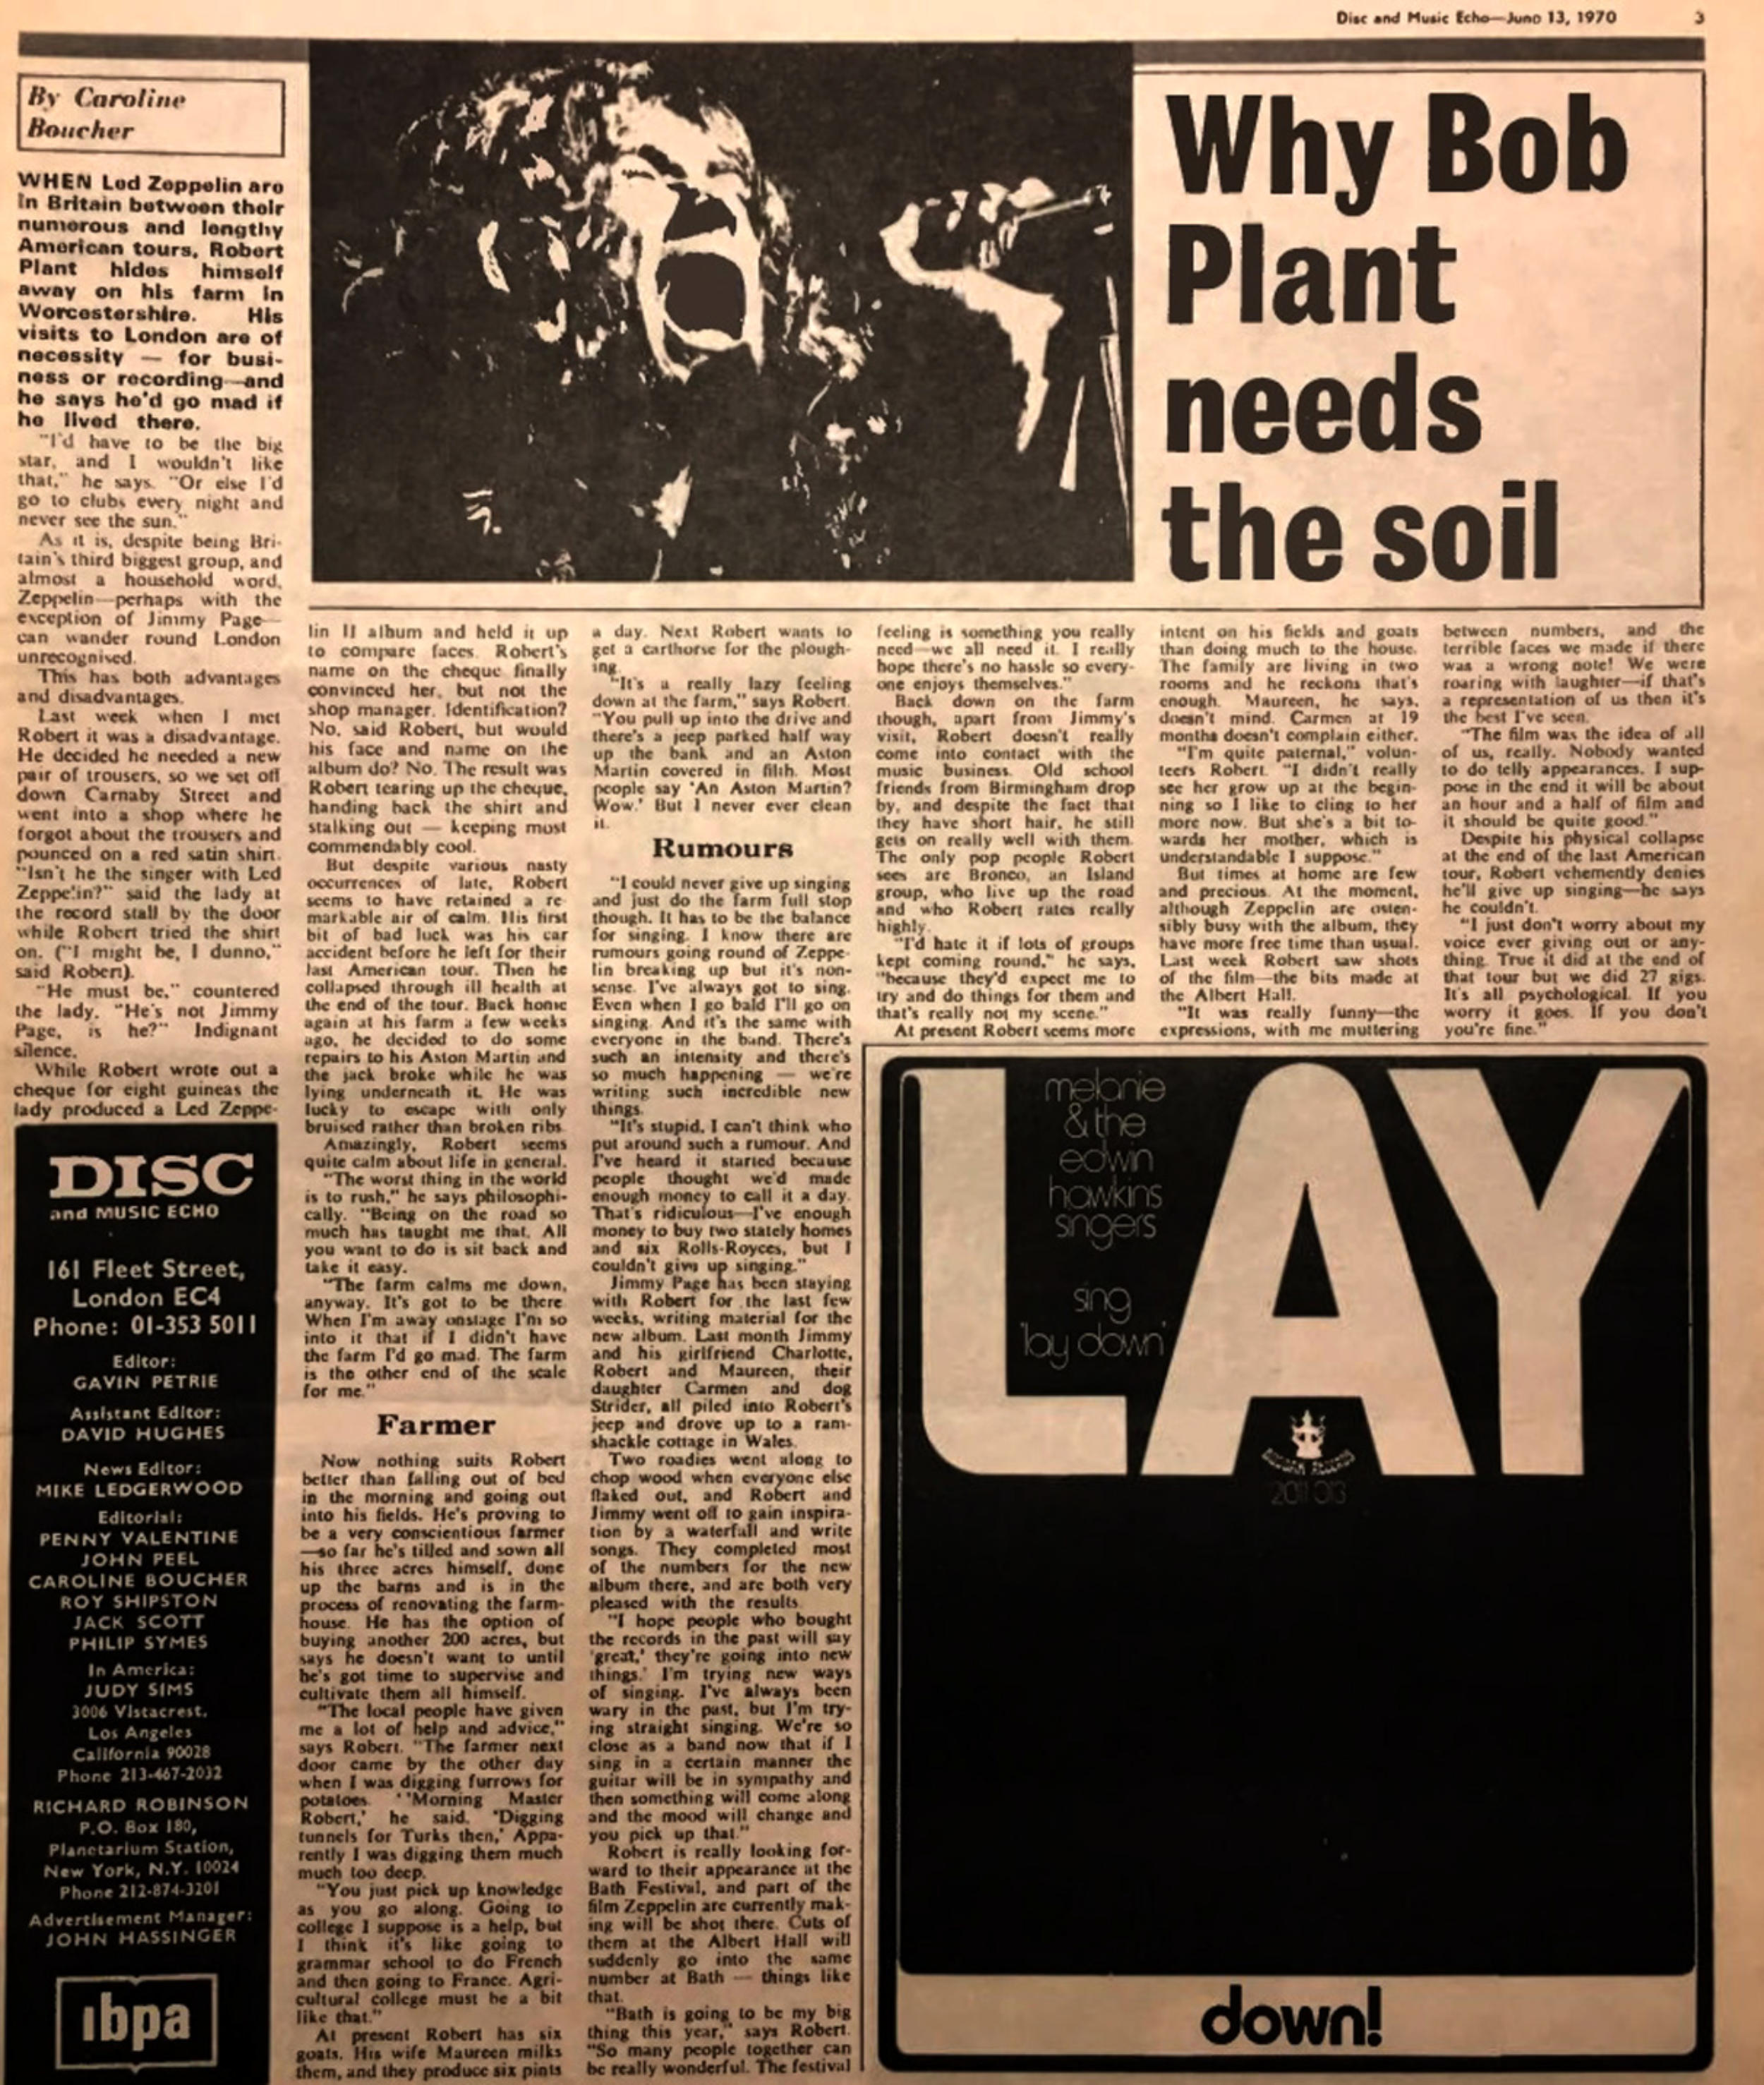 Disc and Music Echo—June 13, 1970 3
By Caroline
Boucher
Why Bob
Plant
needs
the soil
WHEN Led Zeppelin are
in Britain between their
numerous and lengthy
American tours, Robert
Plant hides himself
away on his farm in
Worcestershire. His
visits to London are of
necessity — for busi-
ness or recording—and
he says he'd go mad if
he lived there.
"I'd have to be the big
star, and I wouldn't like
that," he says. "Or else I'd
go to clubs every night and
never see the sun."
As it is, despite being Bri-
tain's third biggest group, and
almost a household word,
Zeppelin—perhaps with the
exception of Jimmy Page—
can wander round London
unrecognised.
This has both advantages
and disadvantages.
Last week when I met
Robert it was a disadvantage.
He decided he needed a new
pair of trousers, so we set off
down Carnaby Street and
went into a shop where he
forgot about the trousers and
pounced on a red satin shirt.
"Isn't he the singer with Led
Zeppe'in?" said the lady at
the record stall by the door
while Robert tried the shirt
on. ("I might be, I dunno,"
said Robert).
"He must be," countered
the lady. "He's not Jimmy
Page, is he?" Indignant
silence.
While Robert wrote out a
cheque for eight guineas the
lady produced a Led Zeppe-
lin II album and held it up
to compare faces. Robert's
name on the cheque finally
convinced her, but not the
shop manager. Identification?
No, said Robert, but would
his face and name on the
album do? No. The result was
Robert tearing up the cheque,
handing back the shirt and
stalking out — keeping most
commendably cool.
But despite various nasty
occurrences of late, Robert
seems to have retained a re
markable air of calm. His first
bit of bad luck was his car
accident before he left for their
last American tour. Then he
collapsed through ill health at
the end of the tour. Back home
again at his farm a few weeks
ago, he decided to do some
repairs to his Aston Martin and
the jack broke while he was
lying underneath it. He was
lucky to escape with only
bruised rather than broken ribs.
Amazingly, Robert seems
quite calm about life in general.
"The worst thing in the world
is to rush," he says philosophi-
cally. "Being on the road so
much has taught me that. All
you want to do is sit back and
take it easy.
"The farm calms me down,
anyway. It's got to be there.
When I'm away onstage I'm so
into it that if I didn't have
the farm I'd go mad. The farm
is the other end of the scale
for me."
Farmer
Now nothing suits Robert
better than falling out of bed
in the morning and going out
into his fields. He's proving to
be a very conscientious farmer
—so far he's tilled and sown all
his three acres himself, done
up the barns and is in the
process of renovating the farm-
house. He has the option of
buying another 200 acres, but
says he doesn't want to until
he's got time to supervise and
cultivate them all himself.
"The local people have given
me a lot of help and advice,"
says Robert. "The farmer next
door came by the other day
when I was digging furrows for
potatoes. ''Morning Master
Robert,' he said. 'Digging
tunnels for Turks then,' Appa-
rently I was digging them much
much too deep.
"You just pick up knowledge
as you go along. Going to
college I suppose is a help, but
I think it's like going to
grammar school to do French
and then going to France. Agri-
cultural college must be a bit
like that."
At present Robert has six
goats. His wife Maureen milks
them, and they produce six pints
a day. Next Robert wants to
get a carthorse for the plough-
ing.
"It's a really lazy feeling
down at the farm," says Robert.
"You pull up into the drive and
there's a jeep parked half way
up the bank and an Aston
Martin covered in filth. Most
people say 'An Aston Martin?
Wow.' But I never ever clean
it.
Rumours
"I could never give up singing
and just do the farm full stop
though. It has to be the balance
for singing. I know there are
rumours going round of Zeppe-
lin breaking up but it's non-
sense. I've always got to sing.
Even when I go bald I'll go on
singing. And it's the same with
everyone in the band. There's
such an intensity and there's
so much happening — we're
writing such incredible new
things.
"It's stupid, I can't think who
put around such a rumour. And
I've heard it started because
people thought we'd made
enough money to call it a day.
That's ridiculous—I've enough
money to buy two stately homes
and six Rolls-Royces, but I
couldn't give up singing."
Jimmy Page has been staying
with Robert for the last few
weeks, writing material for the
new album. Last month Jimmy
and his girlfriend Charlotte,
Robert and Maureen, their
daughter Carmen and dog
Strider, all piled into Robert's
jeep and drove up to a ram-
shackle cottage in Wales.
Two roadies went along to
chop wood when everyone else
flaked out, and Robert and
Jimmy went off to gain inspira-
tion by a waterfall and write
songs. They completed most
of the numbers for the new
album there, and are both very
pleased with the results.
"I hope people who bought
the records in the past will say
'great,' they're going into new
things.' I'm trying new ways
of singing. I've always been
wary in the past, but I'm try-
ing straight singing. We're so
close as a band now that if I
sing in a certain manner the
guitar will be in sympathy and
then something will come along
and the mood will change and
you pick up that."
Robert is really looking for-
ward to their appearance at the
Bath Festival, and part of the
film Zeppelin are currently mak-
ing will be shot there. Cuts of
them at the Albert Hall will
suddenly go into the same
number at Bath — things like
that.
"Bath is going to be my big
thing this year," says Robert.
"So many people together can
be really wonderful. The festival
feeling is something you really
need—we all need it. I really
hope there's no hassle so every-
one enjoys themselves."
Back down on the farm
though, apart from Jimmy's
visit, Robert doesn't really
come into contact with the
music business. Old school
friends from Birmingham drop
by, and despite the fact that
they have short hair, he still
gets on really well with them.
The only pop people Robert
sees are Bronco, an Island
group, who live up the road
and who Robert rates really
highly.
"I'd hate it if lots of groups
kept coming round," he says,
"because they'd expect me to
try and do things for them and
that's really not my scene."
At present Robert seems more
intent on his fields and goats
than doing much to the house.
The family are living in two
rooms and he reckons that's
enough. Maureen, he says,
doesn't mind. Carmen at 19
months doesn't complain either.
"I'm quite paternal," volun-
teers Robert. "I didn't really
see her grow up at the begin-
ning so I like to cling to her
more now. But she's a bit to-
wards her mother, which is
understandable I suppose."
But times at home are few
and precious. At the moment,
although Zeppelin are osten-
sibly busy with the album, they
have more free time than usual.
Last week Robert saw shots
of the film—the bits made at
the Albert Hall.
"It was really funny—the
expressions, with me muttering
between numbers, and the
terrible faces we made if there
was a wrong note! We were
roaring with laughter—if that's
a representation of us then it's
the best I've seen.
"The film was the idea of all
of us, really. Nobody wanted
to do telly appearances. I sup-
pose in the end it will be about
an hour and a half of film and
it should be quite good."
Despite his physical collapse
at the end of the last American
tour, Robert vehemently denies
he'll give up singing—he says
he couldn't.
"I just don't worry about my
voice ever giving out or any-
thing. True it did at the end of
that tour but we did 27 gigs.
It's all psychological. If you
worry it goes. If you don't
you're fine."
DISC
and MUSIC ECHO
161 Fleet Street,
London EC4
Phone: 01-353 5011
Editor:
GAVIN PETRIE
Assistant Editor:
DAVID HUGHES
News Editor:
MIKE LEDGERWOOD
Editorial:
PENNY VALENTINE
JOHN PEEL
CAROLINE BOUCHER
ROY SHIPSTON
JACK SCOTT
PHILIP SYMES
In America:
JUDY SIMS
3006 Vistacrest,
Los Angeles
California 90028
Phone 213-467-2032
RICHARD ROBINSON
P.O. Box 180,
Planetarium Station,
New York, N.Y. 10024
Phone 212-874-3201
Advertisement Manager:
JOHN HASSINGER
ibpa
LAY
melanie
& the
edwin
hawkins
singers
sing
'lay down'
2011 013
down!